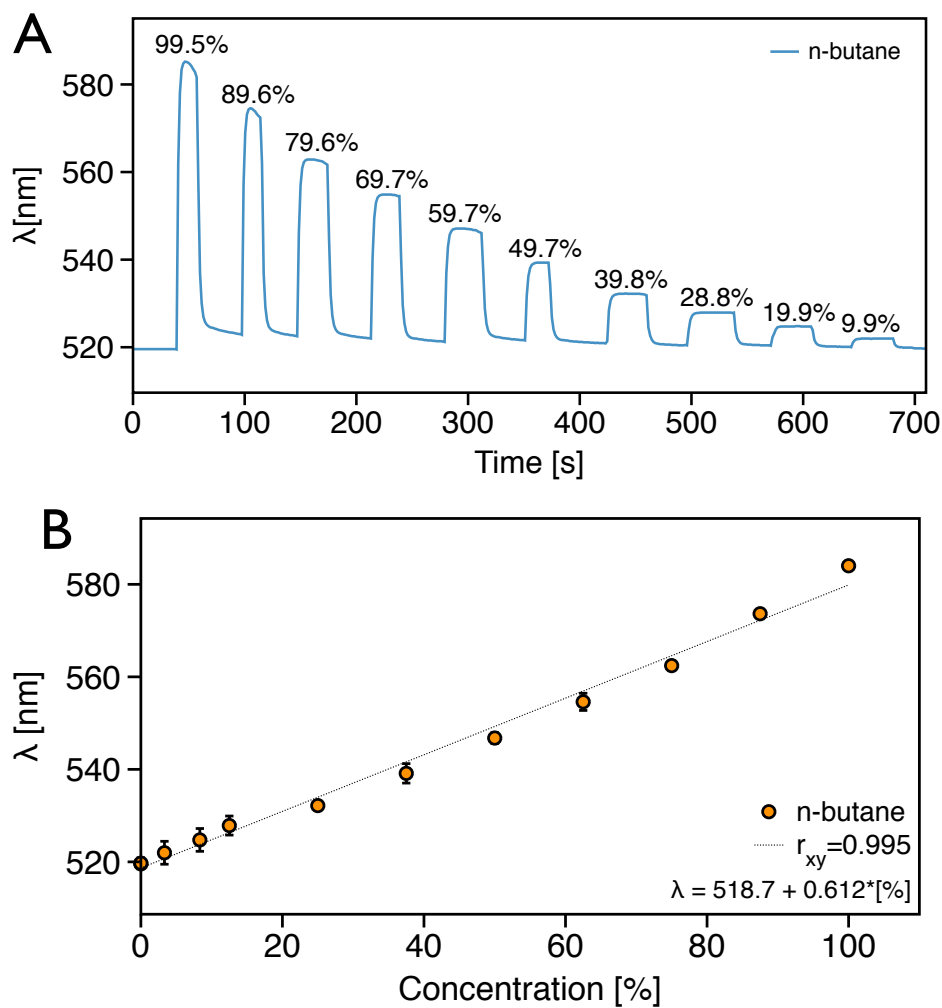 A
99.5%
n-butane
89.6%
79.6%
69.7%
59.7%
49.7%
39.8%
28.8%
19.9%
9.9%
580
560
540
520
λ[nm]
0 100 200 300 400 500 600 700
Time [s]
B
580
560
540
520
λ [nm]
n-butane
rxy=0.995
λ = 518.7 + 0.612*[%]
0 20 40 60 80 100
Concentration [%]